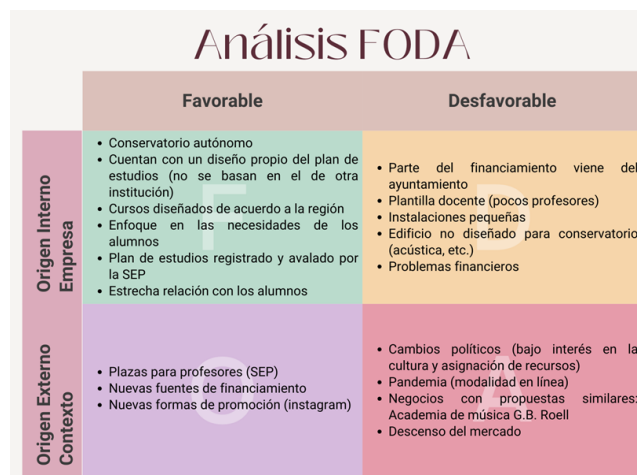 Análisis FODA
Favorable
Desfavorable
Origen Interno
Empresa
• Conservatorio autónomo
• Cuentan con un diseño propio del plan de
estudios (no se basan en el de otra
institución)
• Cursos diseñados de acuerdo a la región
• Enfoque en las necesidades de los
alumnos
• Plan de estudios registrado y avalado por
la SEP
• Estrecha relación con los alumnos
F
• Parte del financiamiento viene del
ayuntamiento
• Plantilla docente (pocos profesores)
• Instalaciones pequeñas
• Edificio no diseñado para conservatorio
(acústica, etc.)
• Problemas financieros
D
Origen Externo
Contexto
• Plazas para profesores (SEP)
• Nuevas fuentes de financiamiento
• Nuevas formas de promoción (instagram)
O
• Cambios políticos (bajo interés en la
cultura y asignación de recursos)
• Pandemia (modalidad en línea)
• Negocios con propuestas similares:
Academia de música G.B. Roell
• Descenso del mercado
A